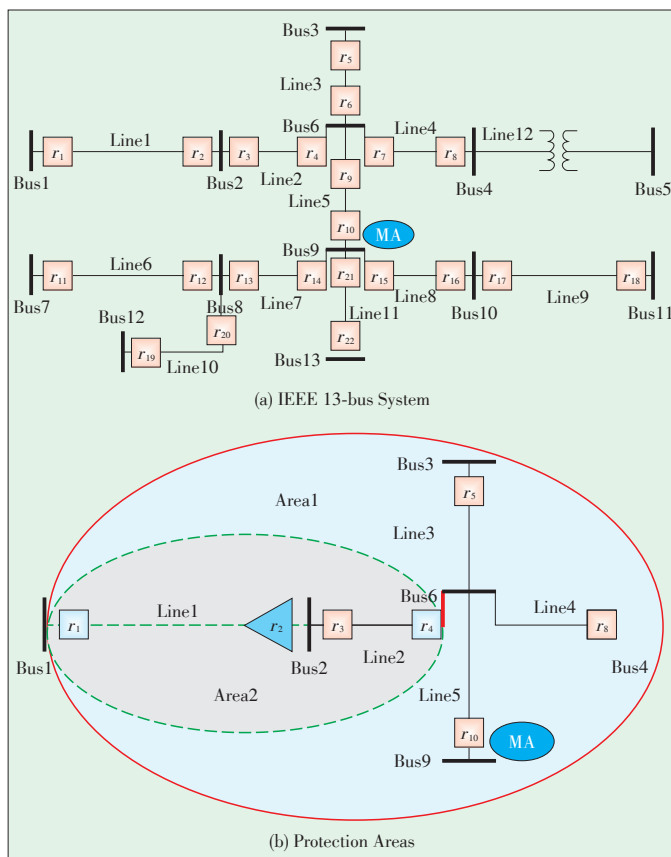 Bus3
r5
Line3
r6
Bus6
Line1
Line4
Line12
r1
r2
r3
r4
r7
r8
Bus1
Bus2
Line2
r9
Bus4
Bus5
Line5
r10
MA
Bus9
Line6
r11
r12
r13
r14
r21
r15
r16
r17
r18
Bus7
Bus8
Line7
Line8
Line9
Bus12
r20
Line11
Bus10
Bus11
r19
Line10
r22
Bus13
(a) IEEE 13-bus System
Bus3
r5
Area1
Line3
Bus6
Line1
Line4
r1
r2
r3
r4
r8
Bus1
Bus2
Line2
Bus4
Area2
Line5
r10
MA
Bus9
(b) Protection Areas